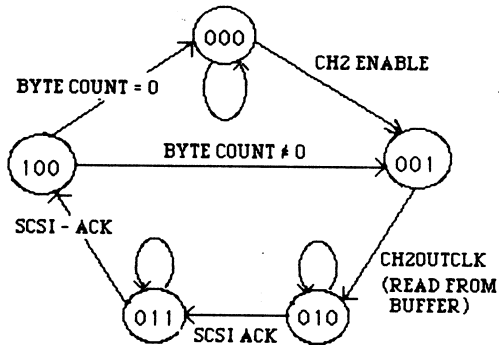 000
CH2 ENABLE
BYTE COUNT = 0
BYTE COUNT ≠ 0
100
001
SCSI - ACK
CH2OUTCLK
(READ FROM
BUFFER)
011
010
SCSI ACK